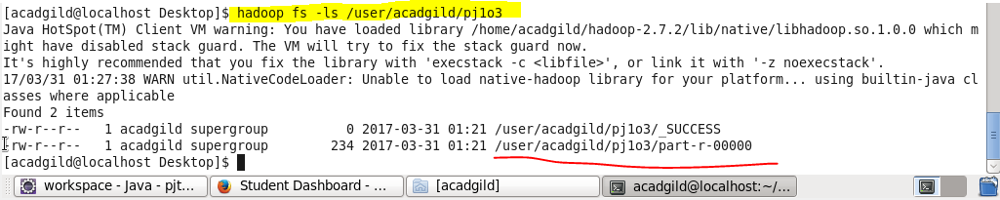 [acadgild@localhost Desktop]$ hadoop fs -ls /user/acadgild/pj1o3
Java HotSpot(TM) Client VM warning: You have loaded library /home/acadgild/hadoop-2.7.2/lib/native/libhadoop.so.1.0.0 which m
ight have disabled stack guard. The VM will try to fix the stack guard now.
It's highly recommended that you fix the library with 'execstack -c <libfile>', or link it with '-z noexecstack'.
17/03/31 01:27:38 WARN util.NativeCodeLoader: Unable to load native-hadoop library for your platform... using builtin-java cl
asses where applicable
Found 2 items
-rw-r--r--   1 acadgild supergroup          0 2017-03-31 01:21 /user/acadgild/pj1o3/_SUCCESS
-rw-r--r--   1 acadgild supergroup        234 2017-03-31 01:21 /user/acadgild/pj1o3/part-r-00000
[acadgild@localhost Desktop]$
workspace - Java - pjt... Student Dashboard - ... [acadgild] acadgild@localhost:~/...